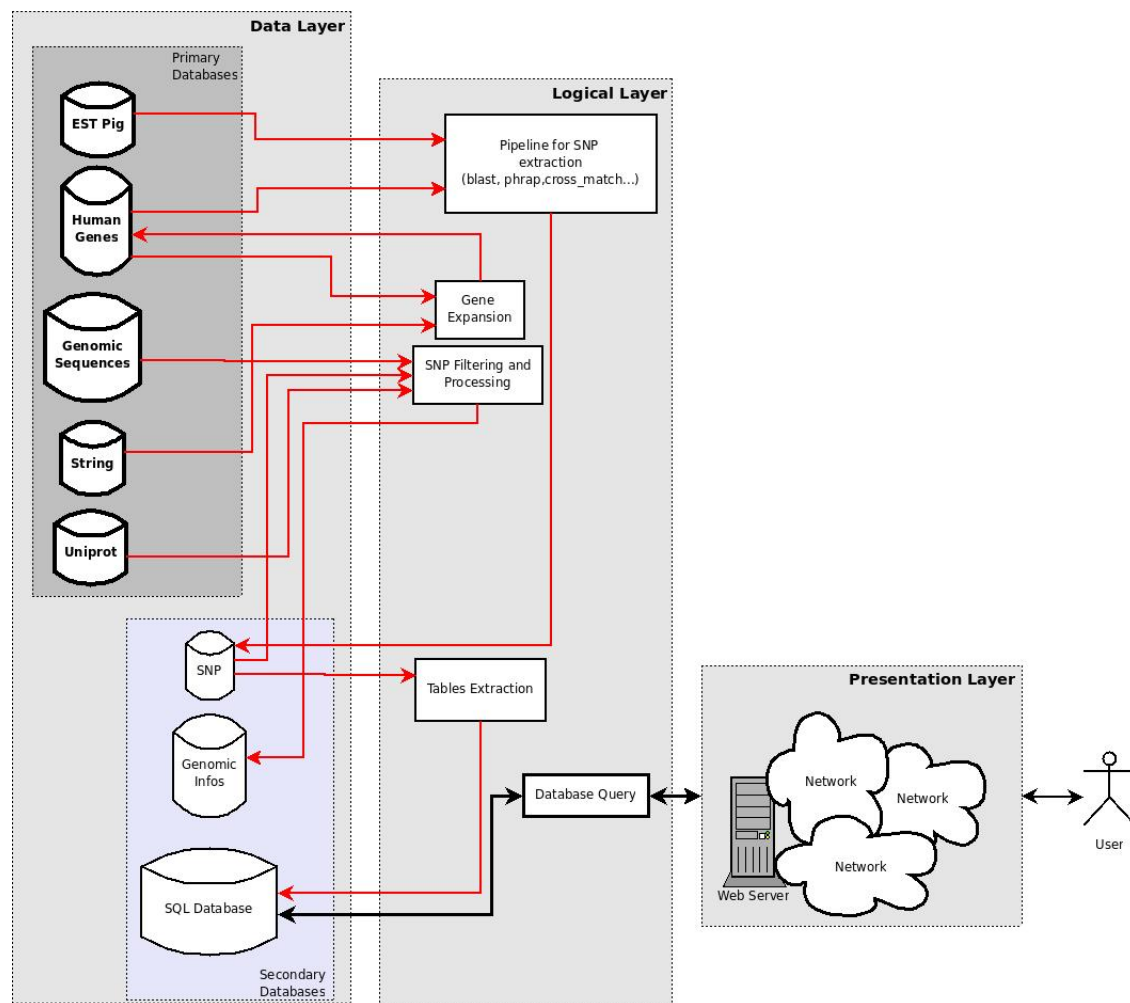 Data Layer
Primary
Databases
EST Pig
Human
Genes
Genomic
Sequences
String
Uniprot
SNP
Genomic
Infos
SQL Database
Secondary
Databases
Logical Layer
Pipeline for SNP
extraction
(blast, phrap,cross_match...)
Gene
Expansion
SNP Filtering and
Processing
Tables Extraction
Database Query
Presentation Layer
Network
Network
Network
Web Server
User